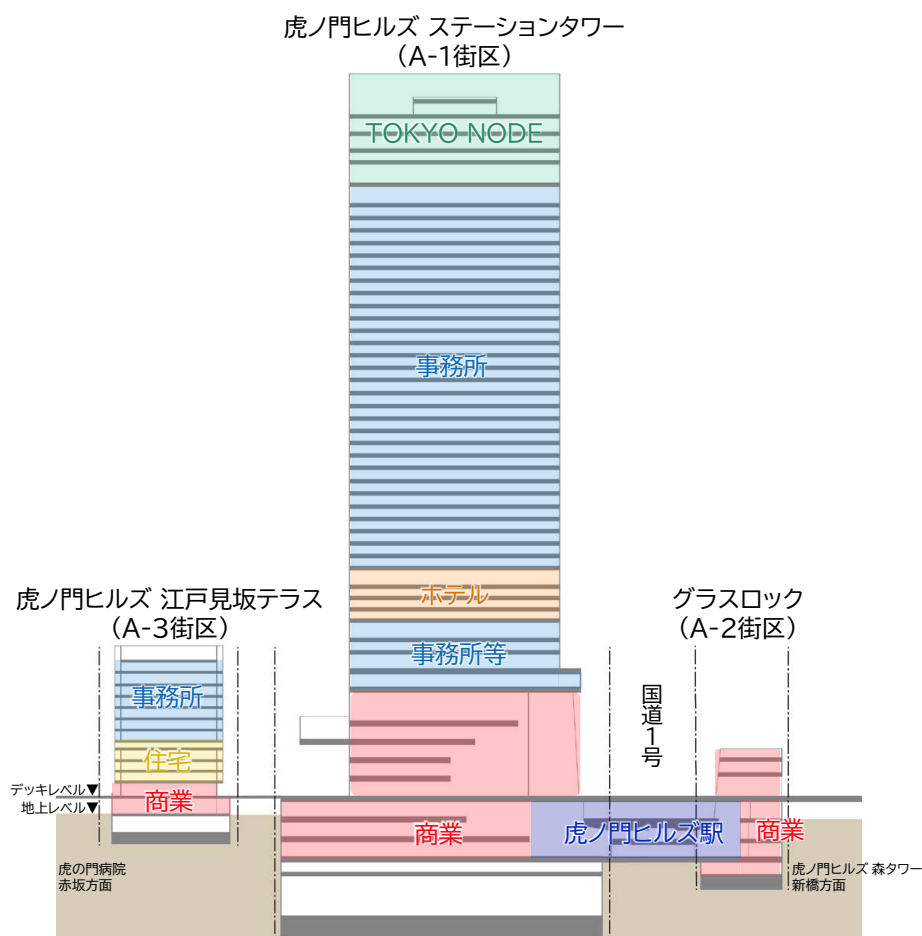 虎ノ門ヒルズ ステーションタワー
（A-1街区）
TOKYO NODE
事務所
ホテル
事務所等
虎ノ門ヒルズ 江戸見坂テラス
（A-3街区）
事務所
住宅
商業
デッキレベル▼
地上レベル▼
グラスロック
（A-2街区）
国道1号
商業
虎ノ門ヒルズ駅
商業
虎の門病院
赤坂方面
虎ノ門ヒルズ 森タワー
新橋方面